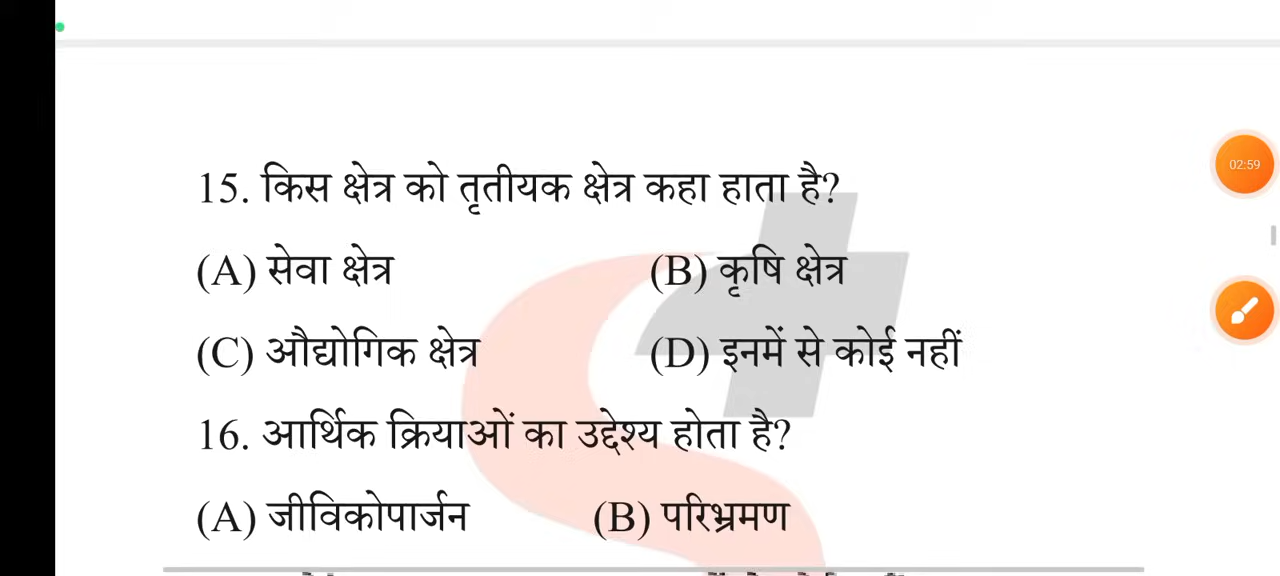 02:59
15. किस क्षेत्र को तृतीयक क्षेत्र कहा हाता है?
(A) सेवा क्षेत्र (B) कृषि क्षेत्र
(C) औद्योगिक क्षेत्र (D) इनमें से कोई नहीं
16. आर्थिक क्रियाओं का उद्देश्य होता है?
(A) जीविकोपार्जन (B) परिभ्रमण